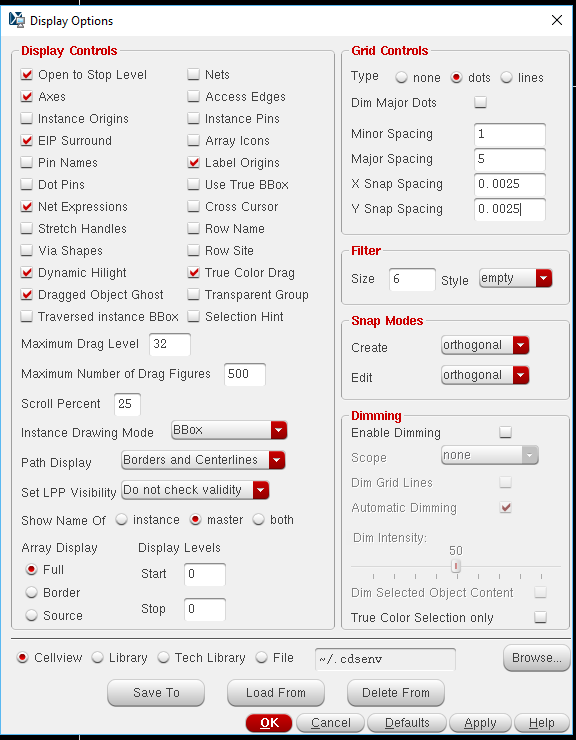 Display Options
Display Controls
Open to Stop Level
Nets
Axes
Access Edges
Instance Origins
Instance Pins
EIP Surround
Array Icons
Pin Names
Label Origins
Dot Pins
Use True BBox
Net Expressions
Cross Cursor
Stretch Handles
Row Name
Via Shapes
Row Site
Dynamic Hilight
True Color Drag
Dragged Object Ghost
Transparent Group
Traversed instance BBox
Selection Hint
Maximum Drag Level 32
Maximum Number of Drag Figures 500
Scroll Percent 25
Instance Drawing Mode BBox
Path Display Borders and Centerlines
Set LPP Visibility Do not check validity
Show Name Of instance master both
Array Display
Full
Border
Source
Display Levels
Start 0
Stop 0
Grid Controls
Type none dots lines
Dim Major Dots
Minor Spacing 1
Major Spacing 5
X Snap Spacing 0.0025
Y Snap Spacing 0.0025
Filter
Size 6 Style empty
Snap Modes
Create orthogonal
Edit orthogonal
Dimming
Enable Dimming
Scope none
Dim Grid Lines
Automatic Dimming
Dim Intensity:
50
Dim Selected Object Content
True Color Selection only
Cellview Library Tech Library File ~/.cdsenv Browse...
Save To Load From Delete From
OK Cancel Defaults Apply Help